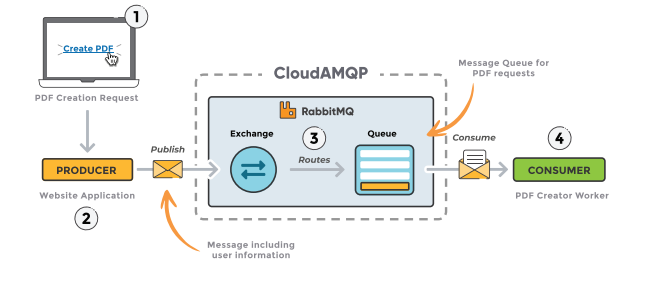 1
Create PDF
PDF Creation Request
CloudAMQP
Message Queue for
PDF requests
RabbitMQ
Exchange
3
Queue
Routes
Publish
Consume
4
PRODUCER
Website Application
2
CONSUMER
PDF Creator Worker
Message including
user information